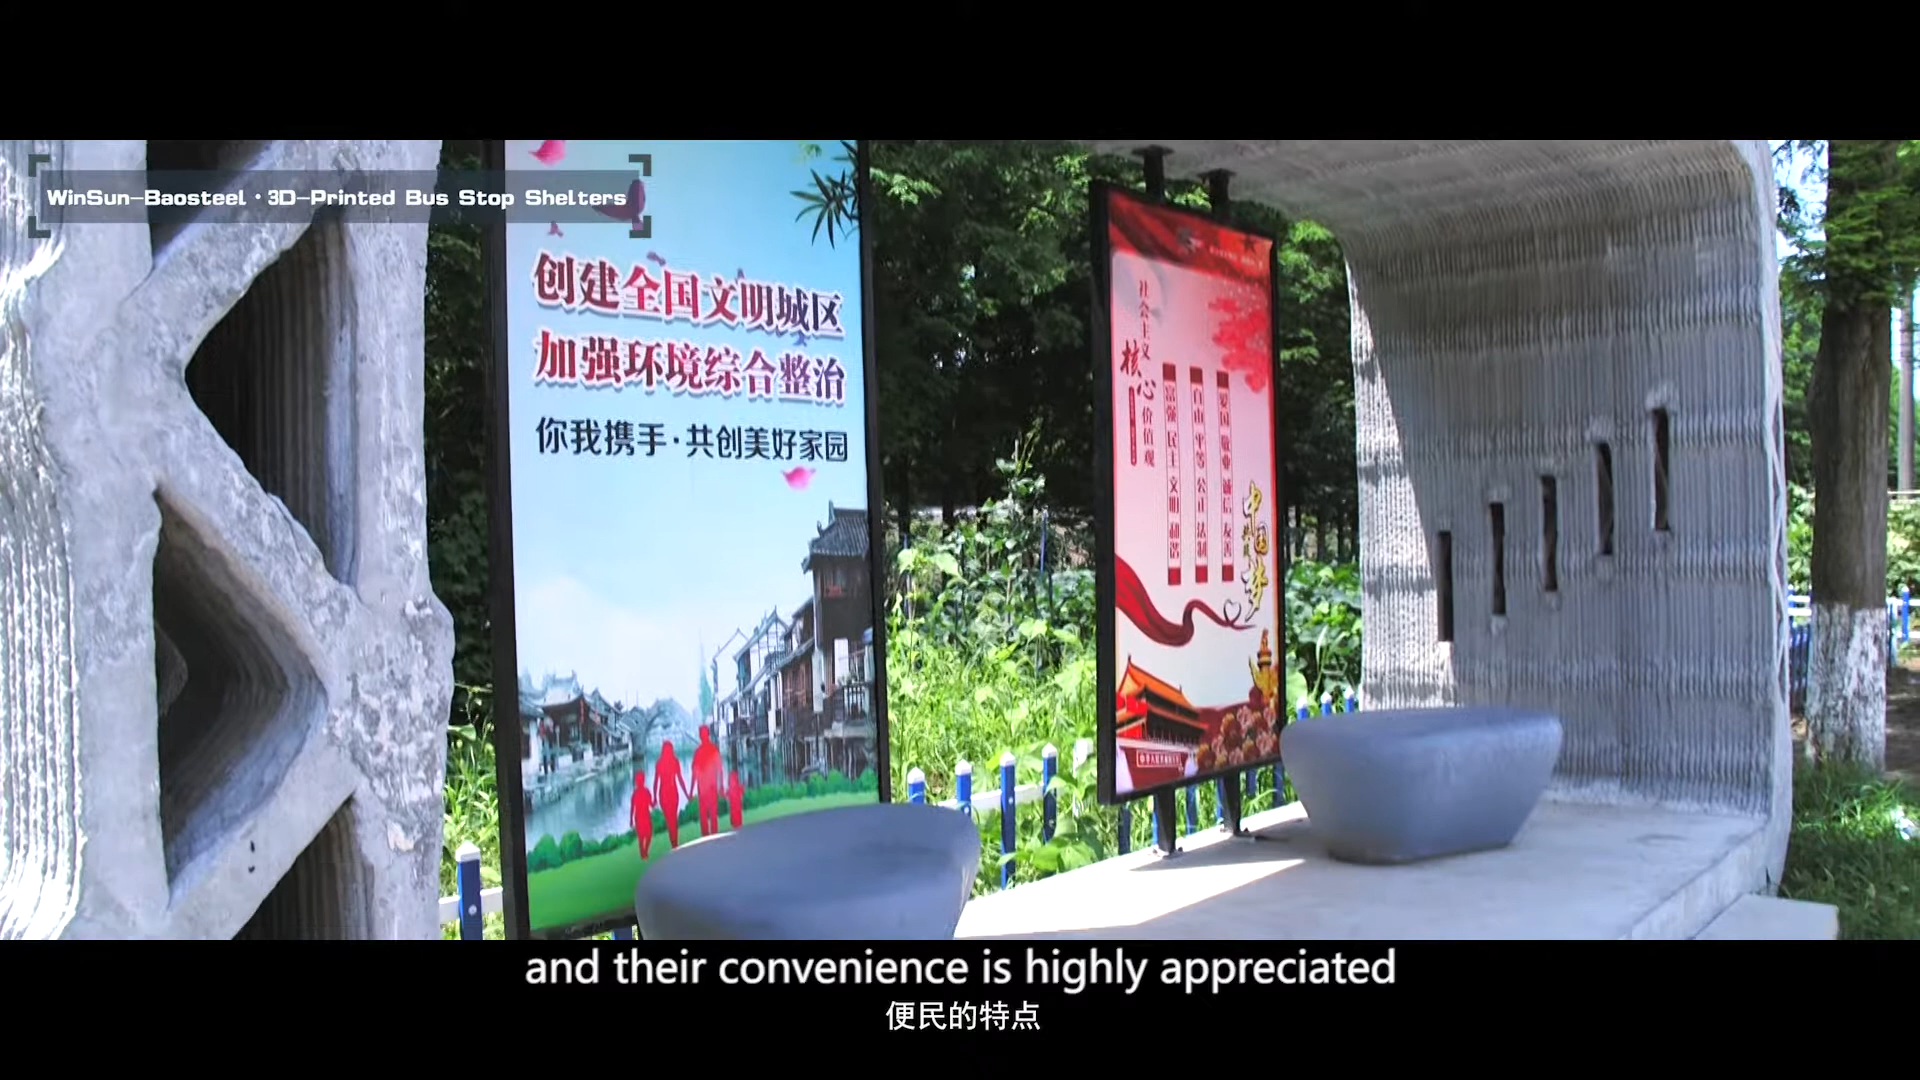 WinSun-Baosteel·3D-Printed Bus Stop Shelters
创建全国文明城区
加强环境综合整治
你我携手·共创美好家园
社会主义
核心
价值观
富强 民主 文明 和谐
自由 平等 公正 法制
爱国 敬业 诚信 友善
中国梦
and their convenience is highly appreciated
便民的特点